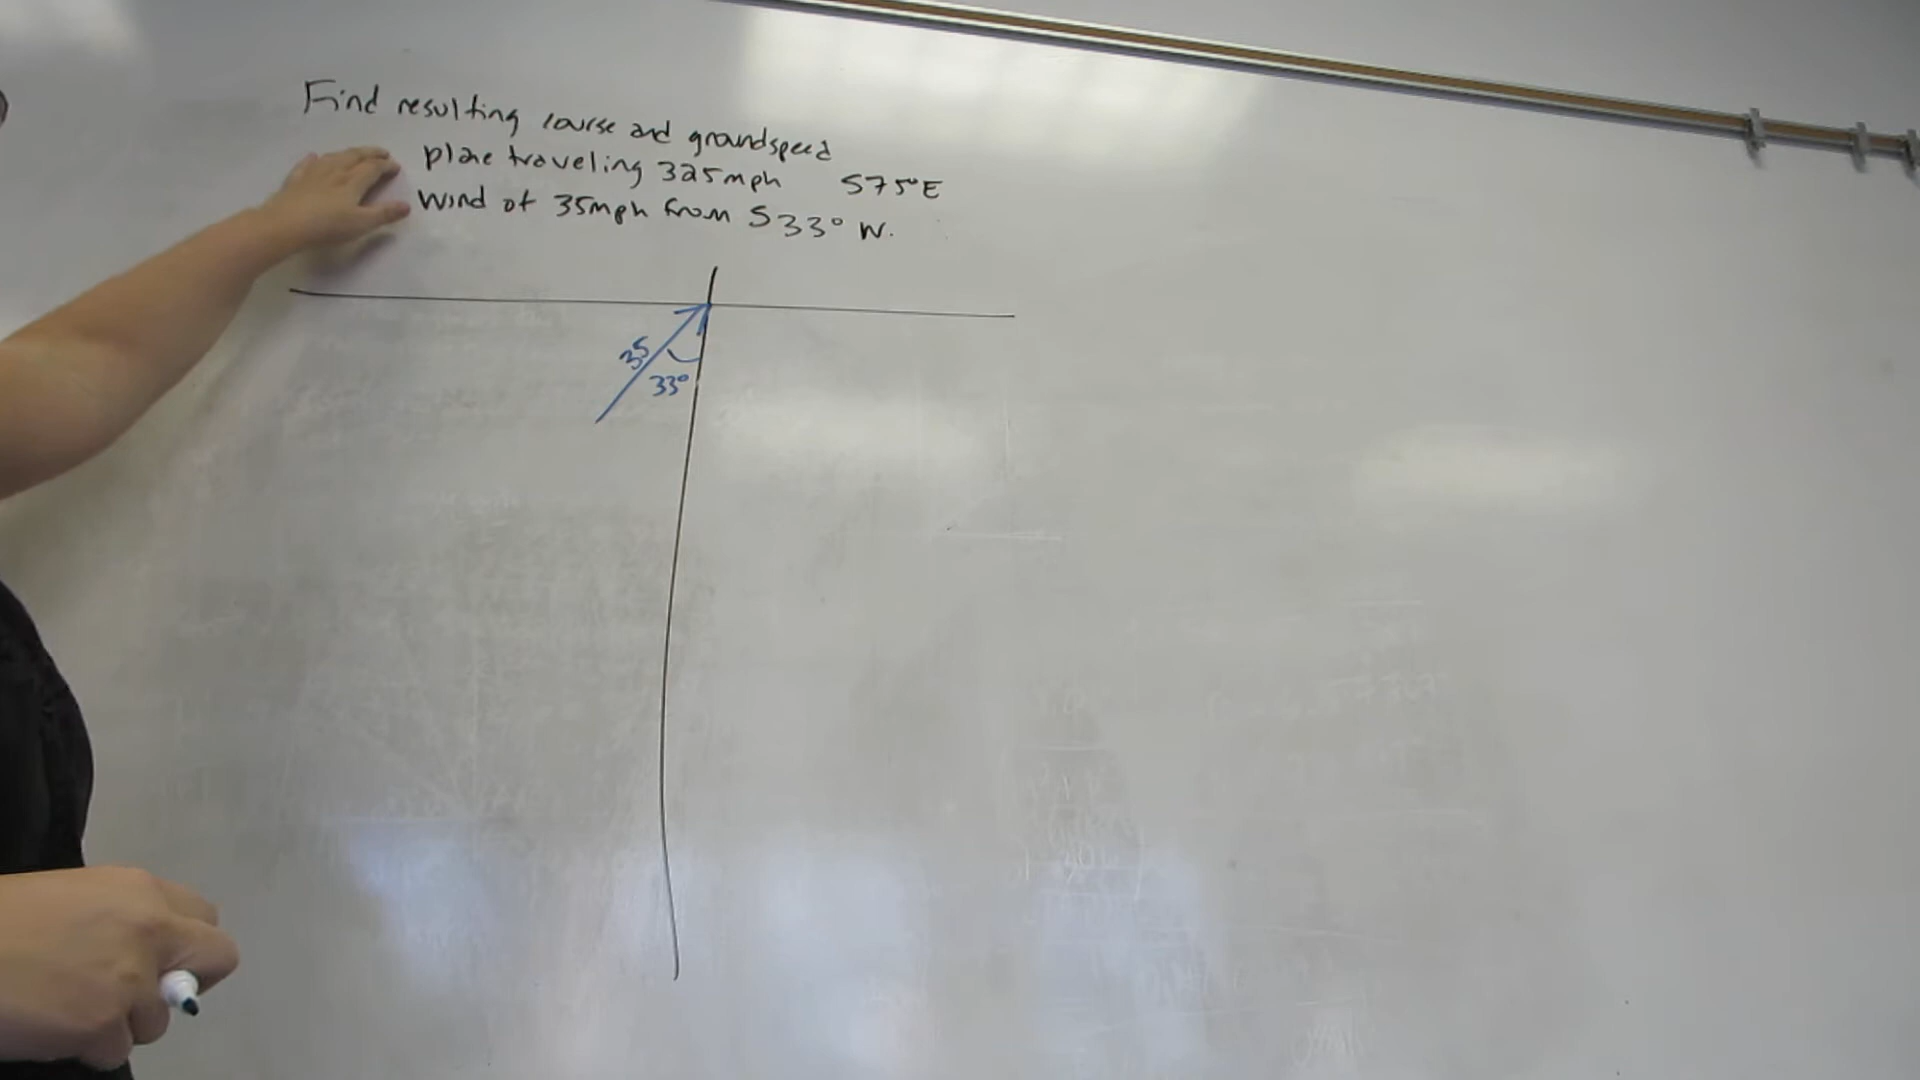 Find resulting course and groundspeed
plane traveling 325mph S75°E
wind of 35mph from S33° W.
35
33°